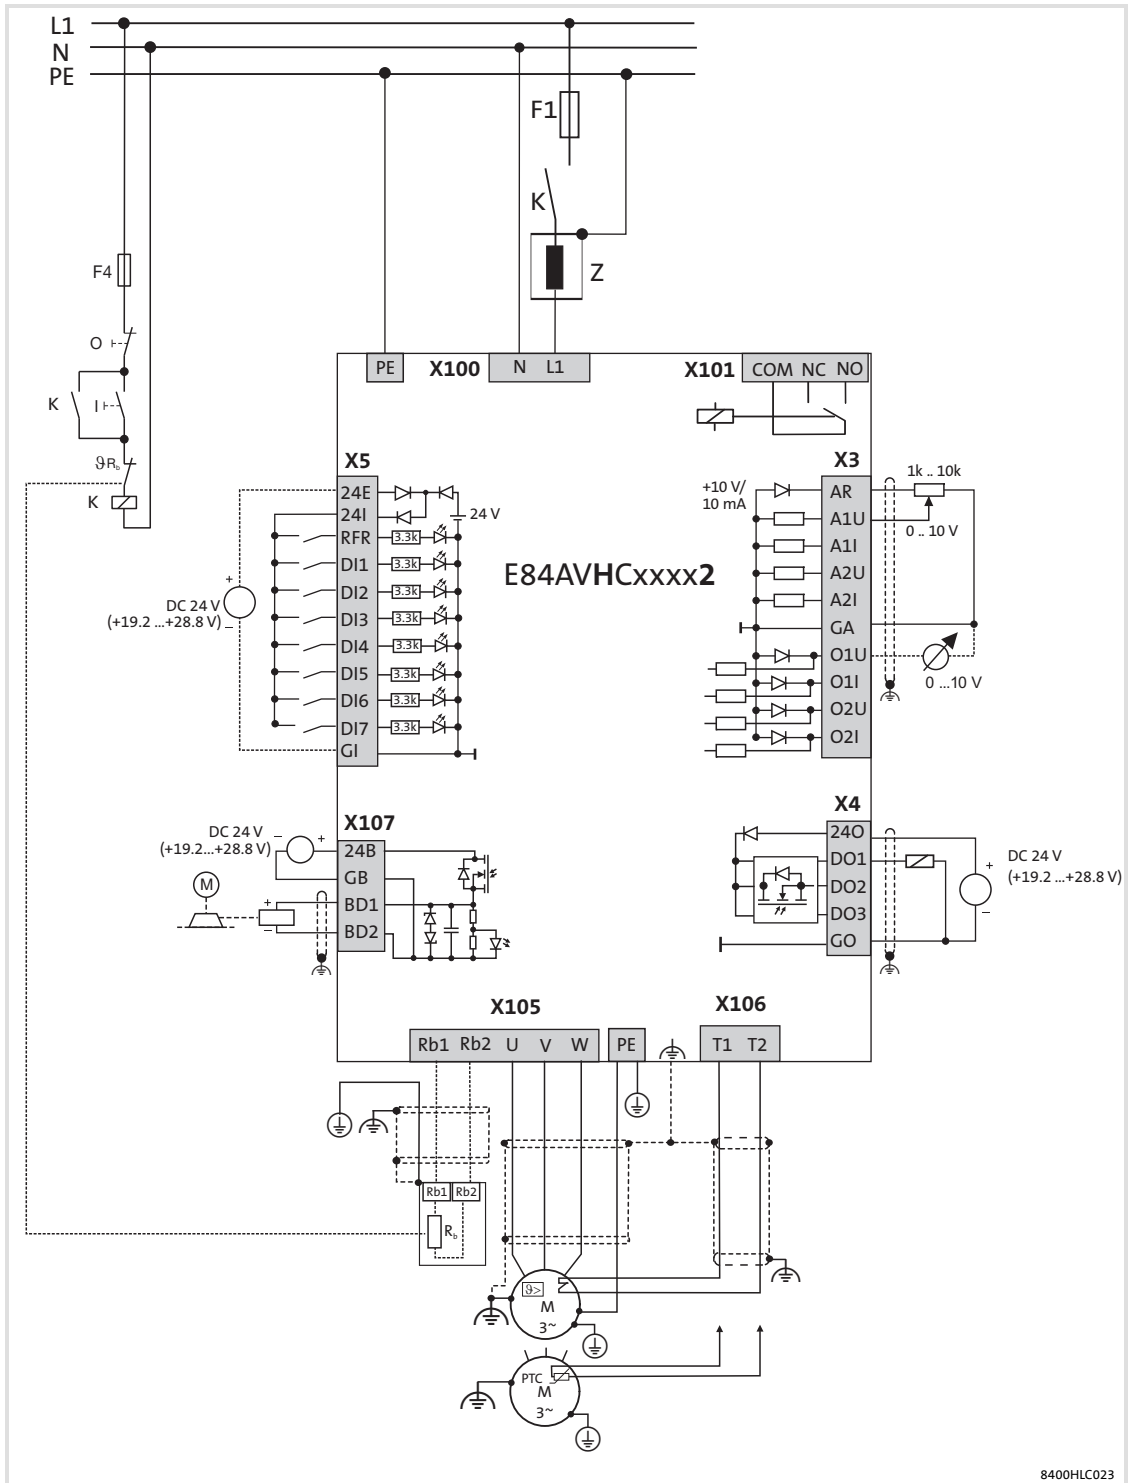 L1
N
PE
F1
K
Z
F4
O
K
I
ϑRb
K
PE
X100
N L1
X101
COM NC NO
X5
24E
24I
RFR
DI1
DI2
DI3
DI4
DI5
DI6
DI7
GI
24 V
3.3k
3.3k
3.3k
3.3k
3.3k
3.3k
3.3k
3.3k
+
DC 24 V
(+19.2 ...+28.8 V)
–
E84AVHCxxxx2
X3
+10 V/
10 mA
AR
A1U
A1I
A2U
A2I
GA
O1U
O1I
O2U
O2I
1k .. 10k
0 .. 10 V
0 ...10 V
X107
DC 24 V
(+19.2...+28.8 V)
– +
24B
GB
BD1
BD2
M
+
–
X4
24O
DO1
DO2
DO3
GO
+
DC 24 V
(+19.2 ...+28.8 V)
–
X105
Rb1 Rb2 U V W
PE
X106
T1 T2
Rb1 Rb2
Rb
ϑ>
M
3~
PTC
M
3~
8400HLC023